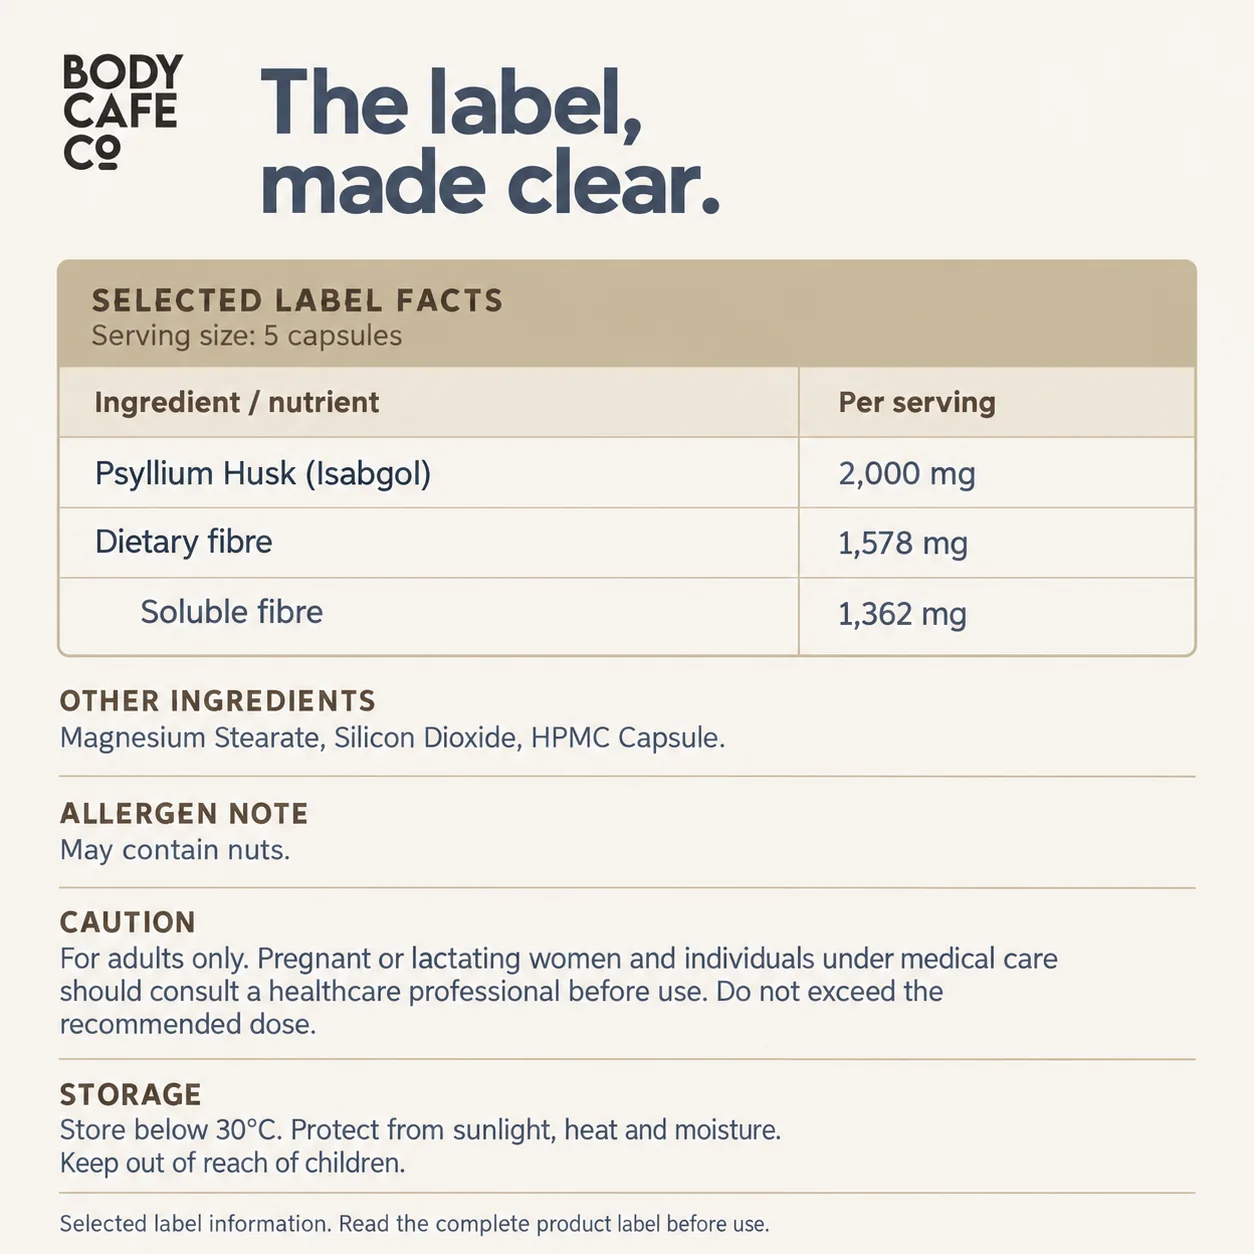 BODY
CAFE
Cº
The label,
made clear.
SELECTED LABEL FACTS
Serving size: 5 capsules
Ingredient / nutrient
Per serving
Psyllium Husk (Isabgol)
2,000 mg
Dietary fibre
1,578 mg
Soluble fibre
1,362 mg
OTHER INGREDIENTS
Magnesium Stearate, Silicon Dioxide, HPMC Capsule.
ALLERGEN NOTE
May contain nuts.
CAUTION
For adults only. Pregnant or lactating women and individuals under medical care
should consult a healthcare professional before use. Do not exceed the
recommended dose.
STORAGE
Store below 30°C. Protect from sunlight, heat and moisture.
Keep out of reach of children.
Selected label information. Read the complete product label before use.